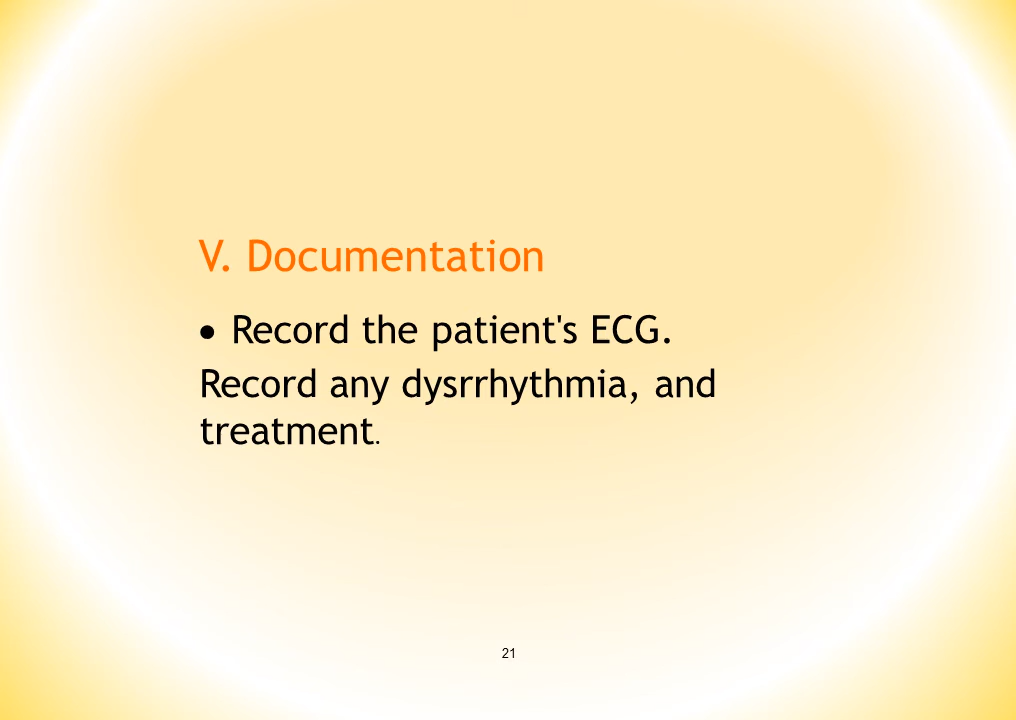 V. Documentation
• Record the patient's ECG.
Record any dysrrhythmia, and
treatment.
21